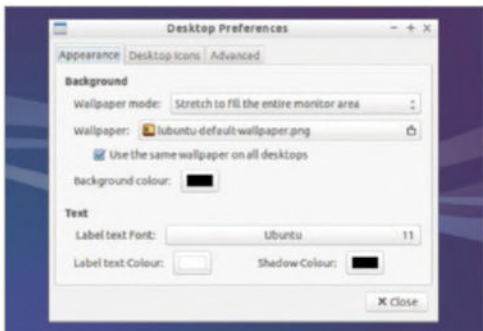 Desktop Preferences
Appearance Desktop Icons Advanced
Background
Wallpaper mode: Stretch to fill the entire monitor area
Wallpaper: lubuntu-default-wallpaper.png
Use the same wallpaper on all desktops
Background colour:
Text
Label text Font: Ubuntu 11
Label text Colour: Shadow Colour:
Close